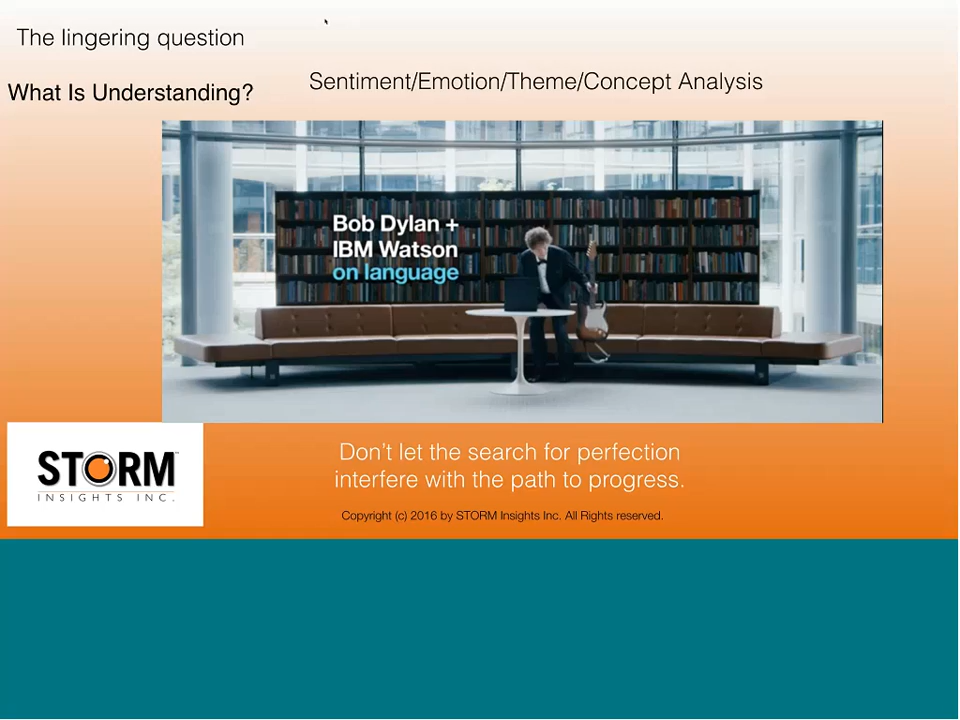 The lingering question
What Is Understanding?
Sentiment/Emotion/Theme/Concept Analysis
Bob Dylan +
IBM Watson
on language
STORM™
INSIGHTS INC.
Don't let the search for perfection
interfere with the path to progress.
Copyright (c) 2016 by STORM Insights Inc. All Rights reserved.